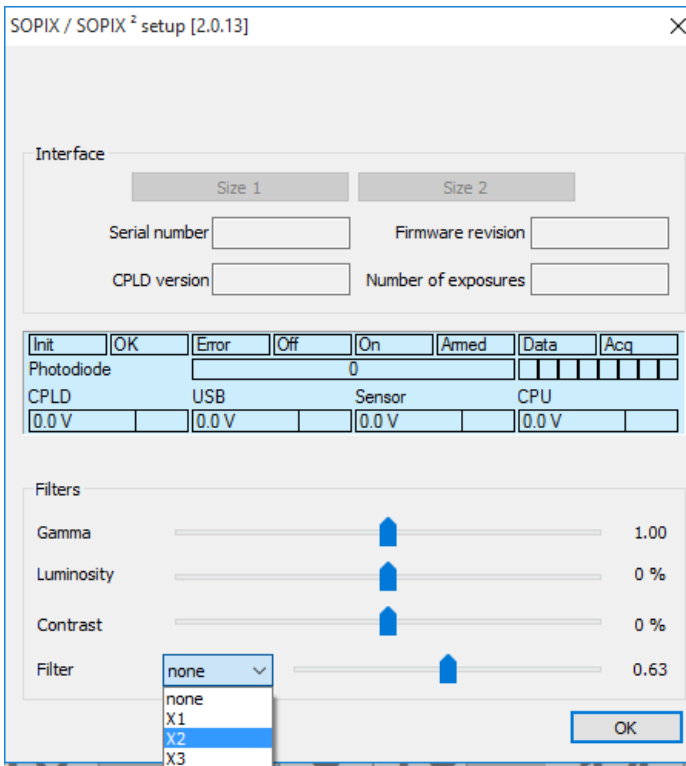 SOPIX / SOPIX ² setup [2.0.13]
Interface
Size 1 Size 2
Serial number Firmware revision
CPLD version Number of exposures
Init OK Error Off On Armed Data Acq
Photodiode 0
CPLD USB Sensor CPU
0.0 V 0.0 V 0.0 V 0.0 V
Filters
Gamma 1.00
Luminosity 0 %
Contrast 0 %
Filter none 0.63
none
X1
X2
OK
X3